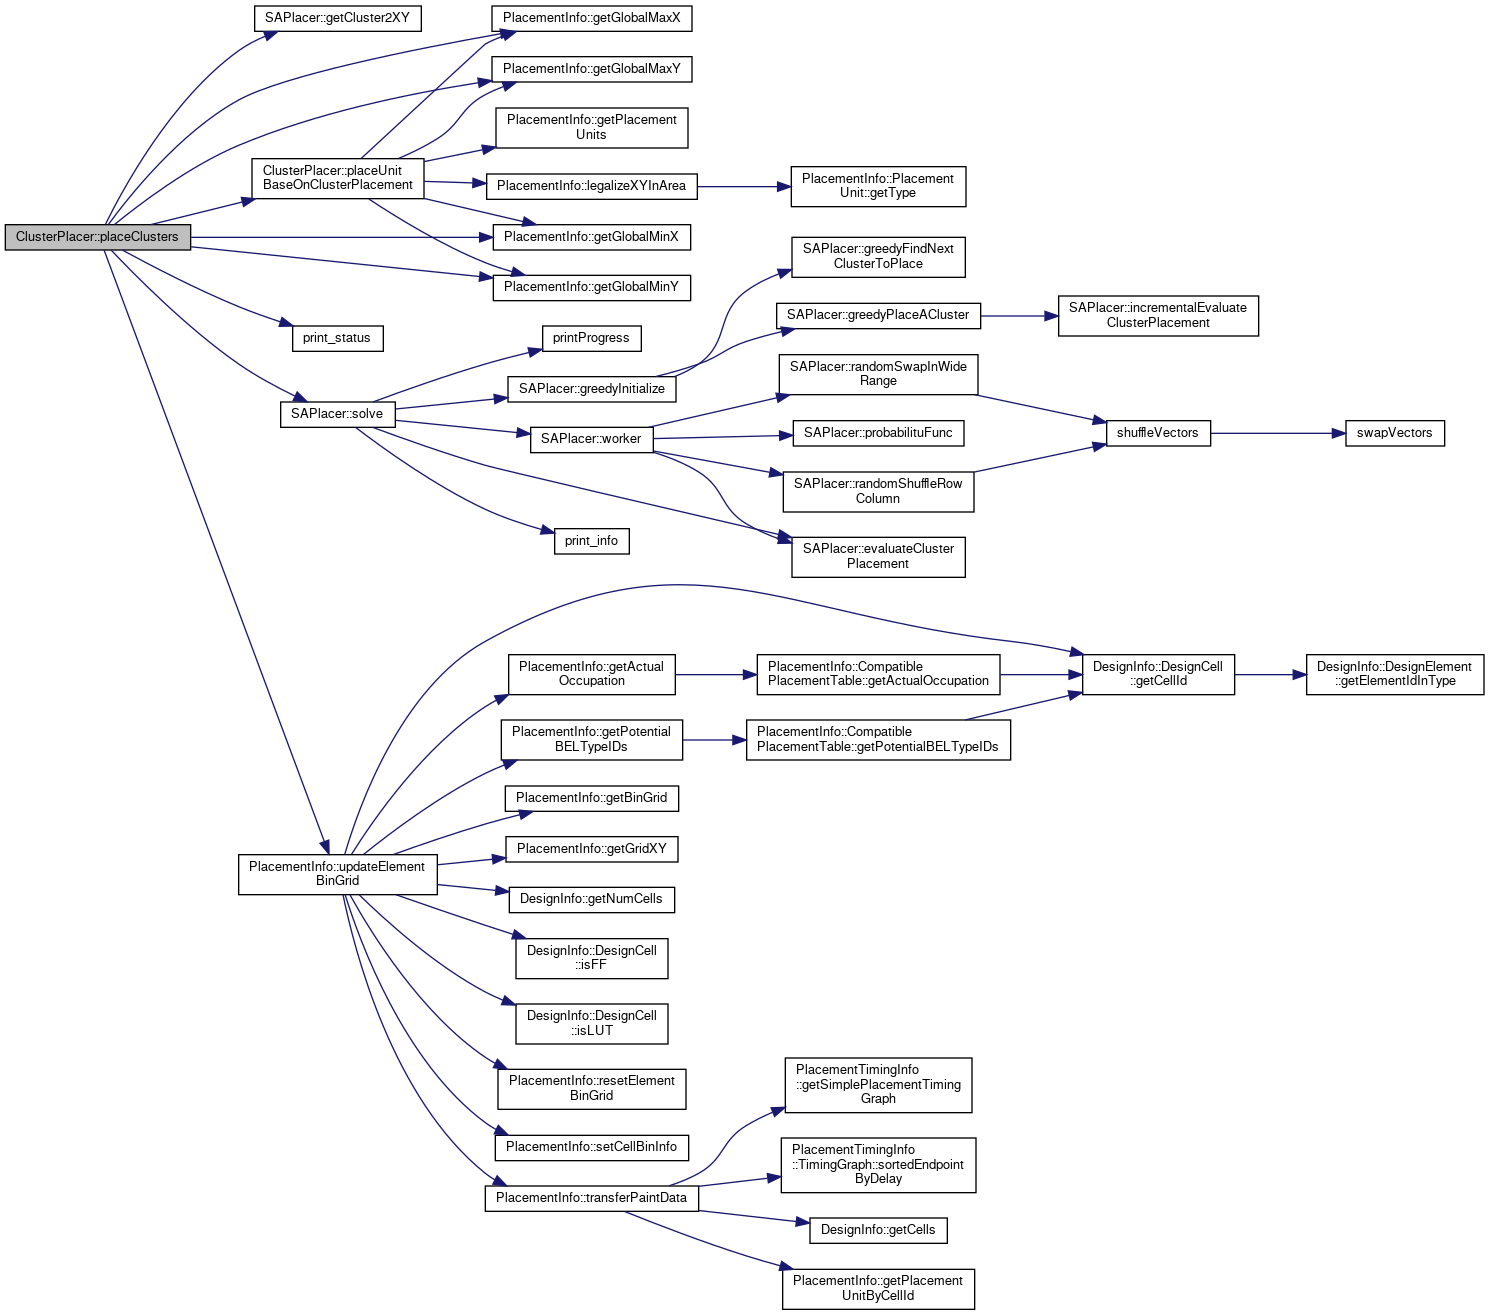 SAPlacer::getCluster2XY
PlacementInfo::getGlobalMaxX
PlacementInfo::getGlobalMaxY
PlacementInfo::getPlacement
Units
ClusterPlacer::placeUnit
BaseOnClusterPlacement
PlacementInfo::legalizeXYInArea
PlacementInfo::Placement
Unit::getType
ClusterPlacer::placeClusters
PlacementInfo::getGlobalMinX
SAPlacer::greedyFindNext
ClusterToPlace
PlacementInfo::getGlobalMinY
SAPlacer::greedyPlaceACluster
SAPlacer::incrementalEvaluate
ClusterPlacement
print_status
printProgress
SAPlacer::greedyInitialize
SAPlacer::randomSwapInWide
Range
SAPlacer::solve
SAPlacer::worker
SAPlacer::probabilituFunc
shuffleVectors
swapVectors
SAPlacer::randomShuffleRow
Column
print_info
SAPlacer::evaluateCluster
Placement
PlacementInfo::getActual
Occupation
PlacementInfo::Compatible
PlacementTable::getActualOccupation
DesignInfo::DesignCell
::getCellId
DesignInfo::DesignElement
::getElementIdInType
PlacementInfo::getPotential
BELTypeIDs
PlacementInfo::Compatible
PlacementTable::getPotentialBELTypeIDs
PlacementInfo::getBinGrid
PlacementInfo::getGridXY
PlacementInfo::updateElement
BinGrid
DesignInfo::getNumCells
DesignInfo::DesignCell
::isFF
DesignInfo::DesignCell
::isLUT
PlacementInfo::resetElement
BinGrid
PlacementTimingInfo
::getSimplePlacementTiming
Graph
PlacementInfo::setCellBinInfo
PlacementTimingInfo
::TimingGraph::sortedEndpoint
ByDelay
PlacementInfo::transferPaintData
DesignInfo::getCells
PlacementInfo::getPlacement
UnitByCellId